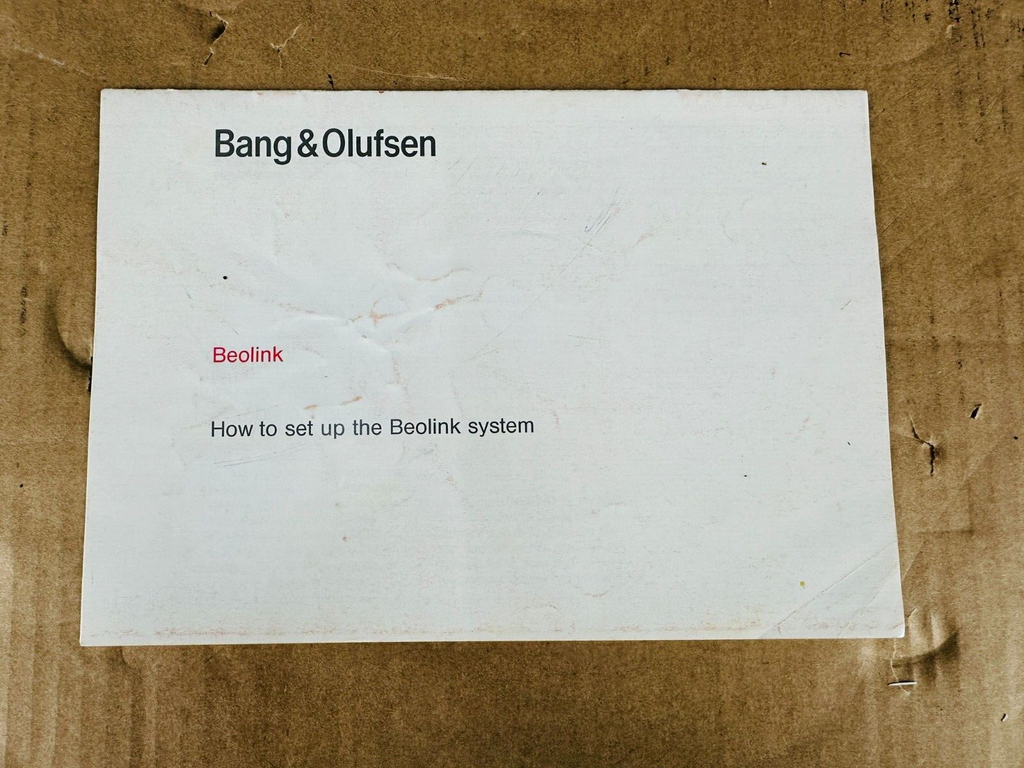 Bang & Olufsen
Beolink
How to set up the Beolink system